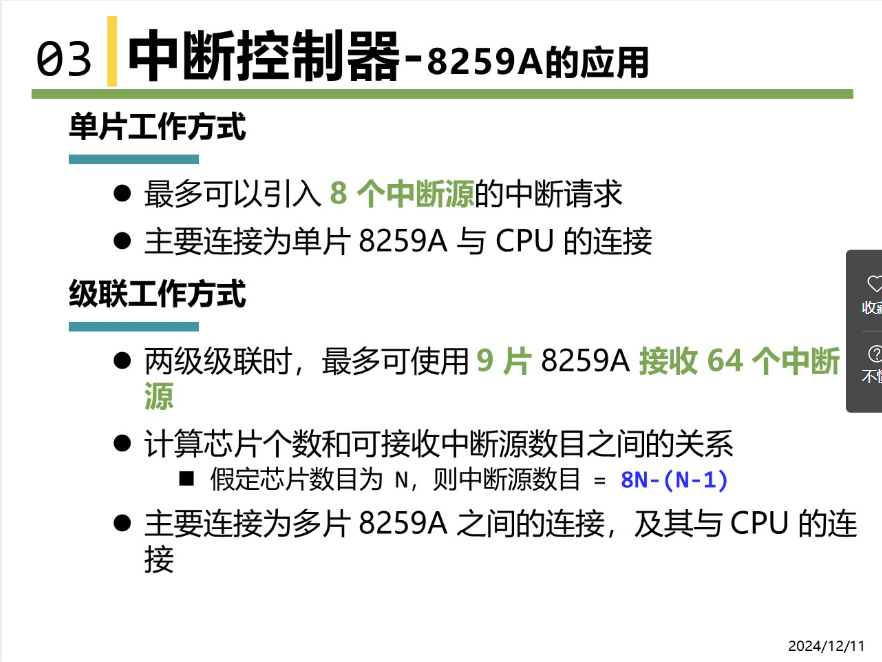 03 中断控制器-8259A的应用
单片工作方式
● 最多可以引入 8 个中断源的中断请求
● 主要连接为单片 8259A 与 CPU 的连接
级联工作方式
● 两级级联时，最多可使用 9 片 8259A 接收 64 个中断
源
● 计算芯片个数和可接收中断源数目之间的关系
■ 假定芯片数目为 N，则中断源数目 = 8N-(N-1)
● 主要连接为多片 8259A 之间的连接，及其与 CPU 的连
接
2024/12/11
收
不